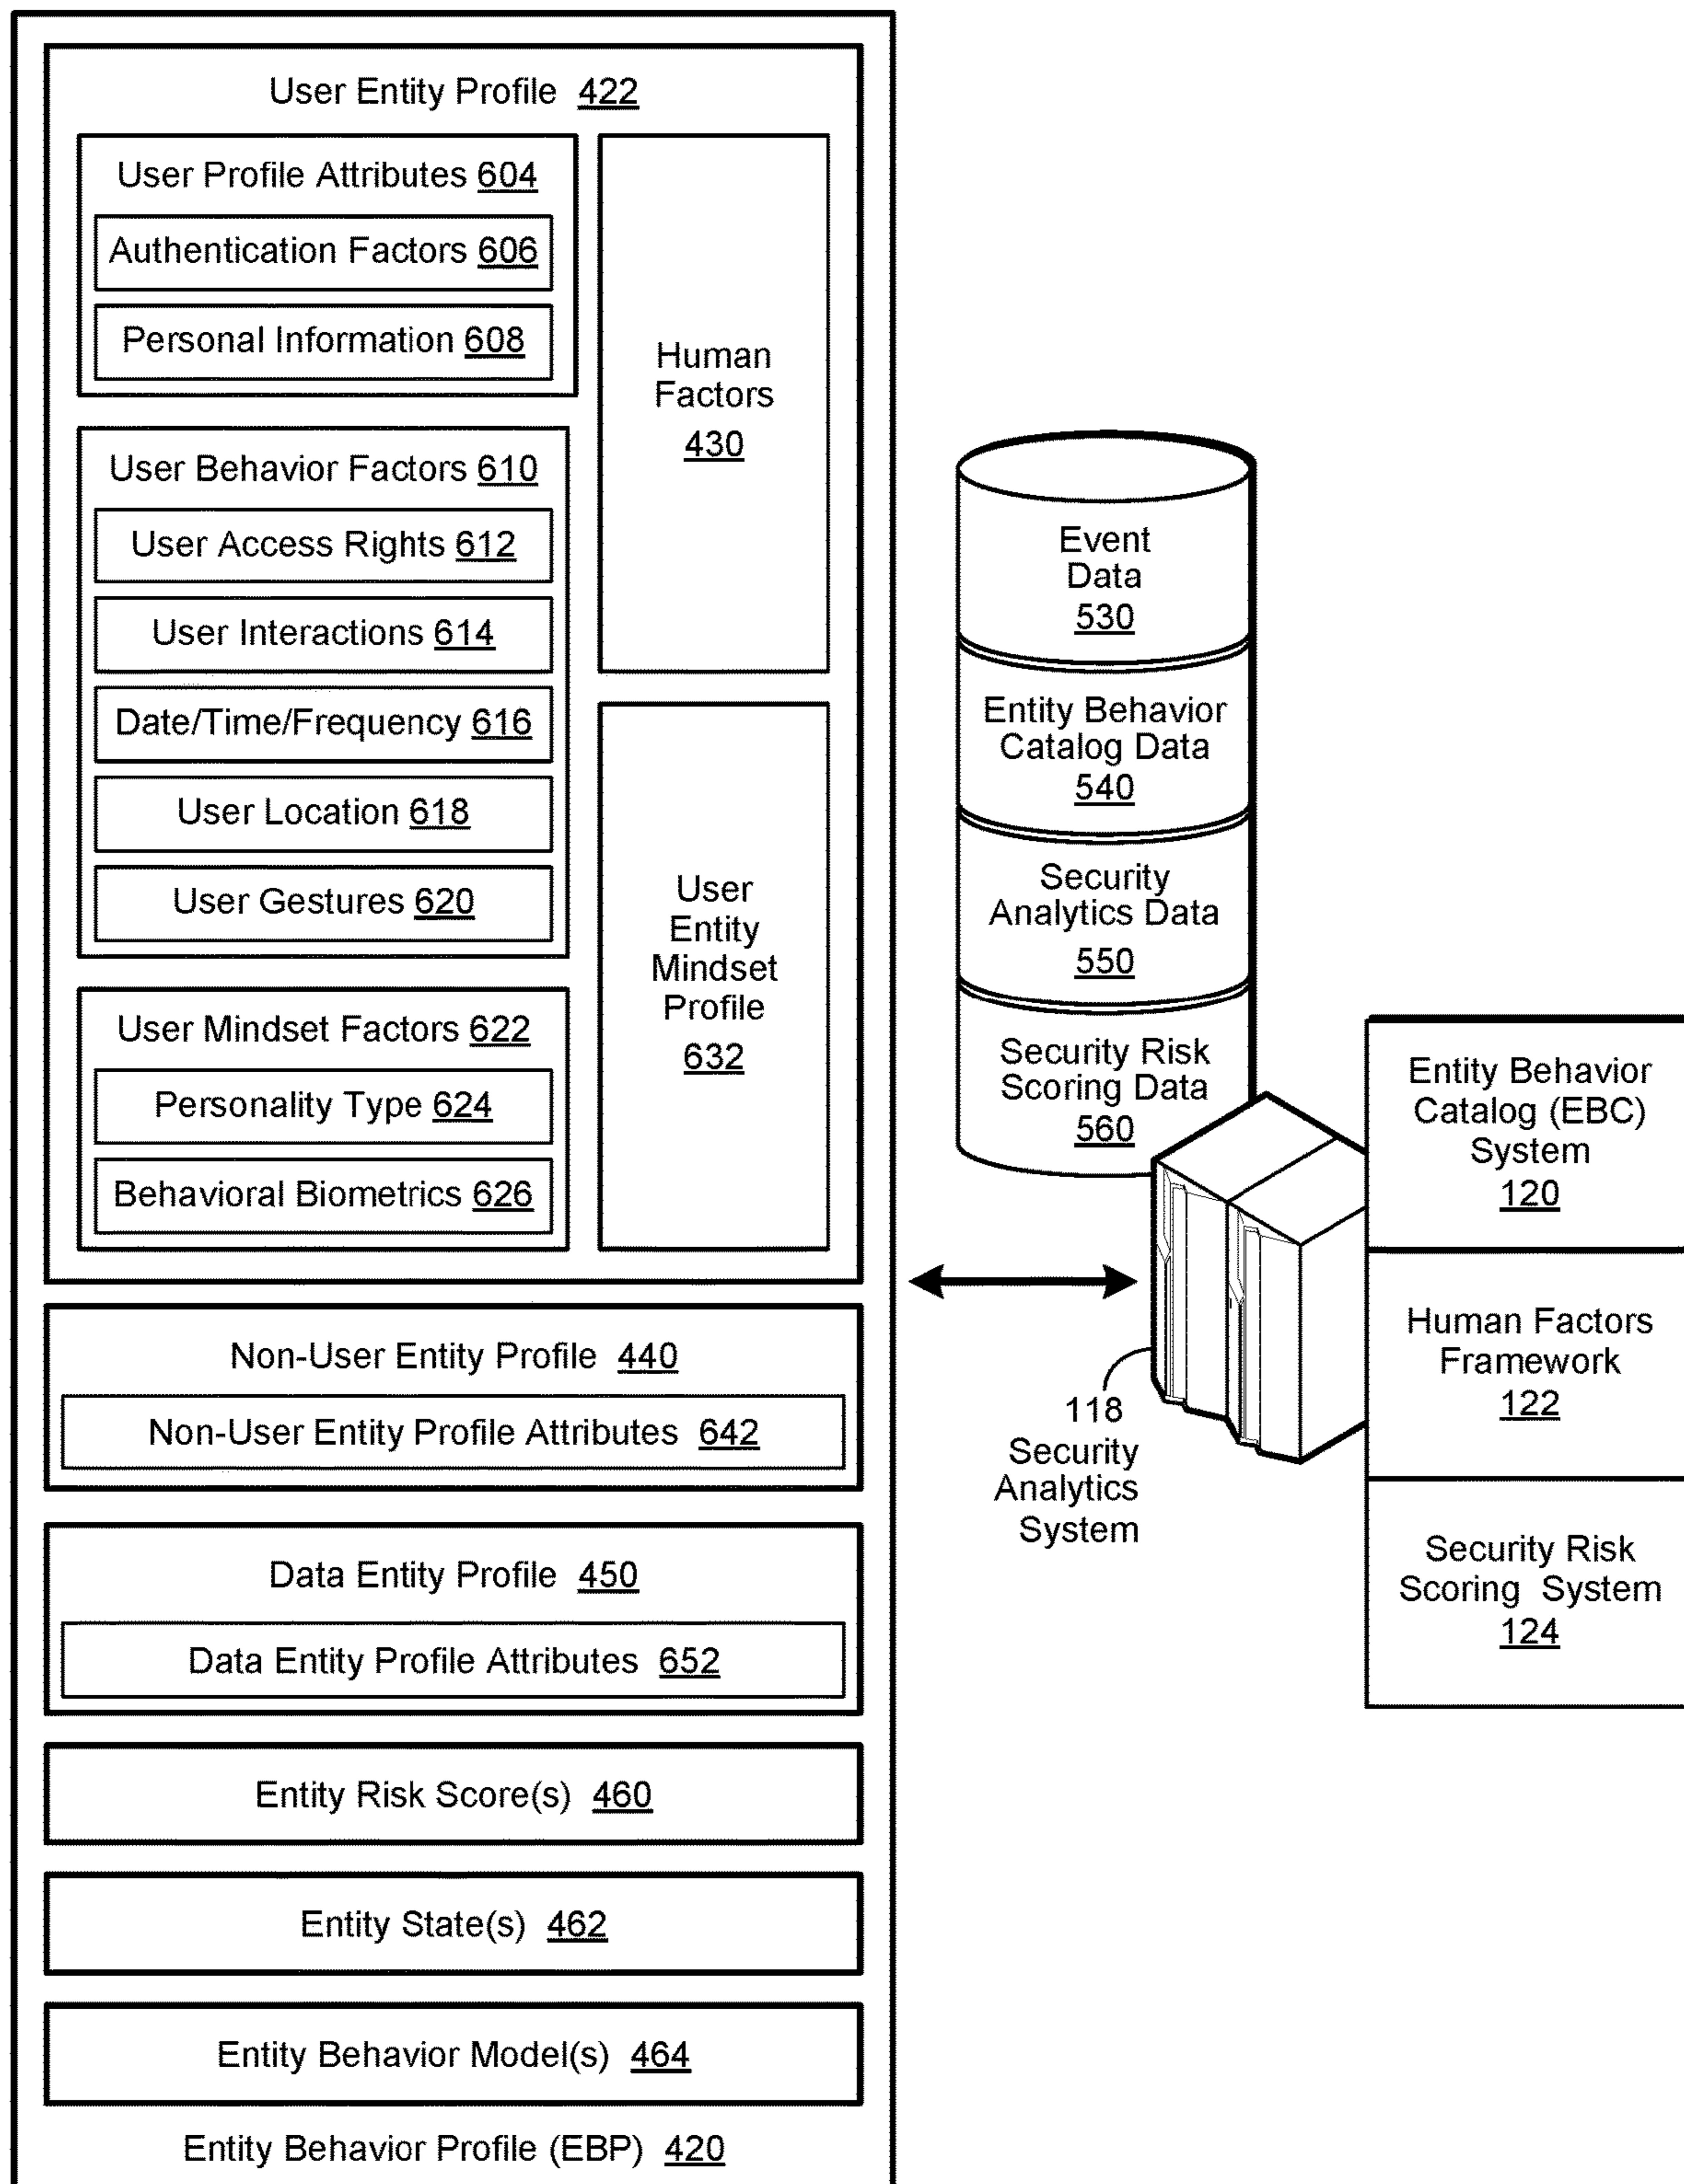 User Entity Profile 422
User Profile Attributes 604
Authentication Factors 606
Personal Information 608
User Behavior Factors 610
User Access Rights 612
User Interactions 614
Date/Time/Frequency 616
User Location 618
User Gestures 620
User Mindset Factors 622
Personality Type 624
Behavioral Biometrics 626
Human
Factors
430
User
Entity
Mindset
Profile
632
Non-User Entity Profile 440
Non-User Entity Profile Attributes 642
Data Entity Profile 450
Data Entity Profile Attributes 652
Entity Risk Score(s) 460
Entity State(s) 462
Entity Behavior Model(s) 464
Entity Behavior Profile (EBP) 420
Event
Data
530
Entity Behavior
Catalog Data
540
Security
Analytics Data
550
Security Risk
Scoring Data
560
118
Security
Analytics
System
Entity Behavior
Catalog (EBC)
System
120
Human Factors
Framework
122
Security Risk
Scoring System
124